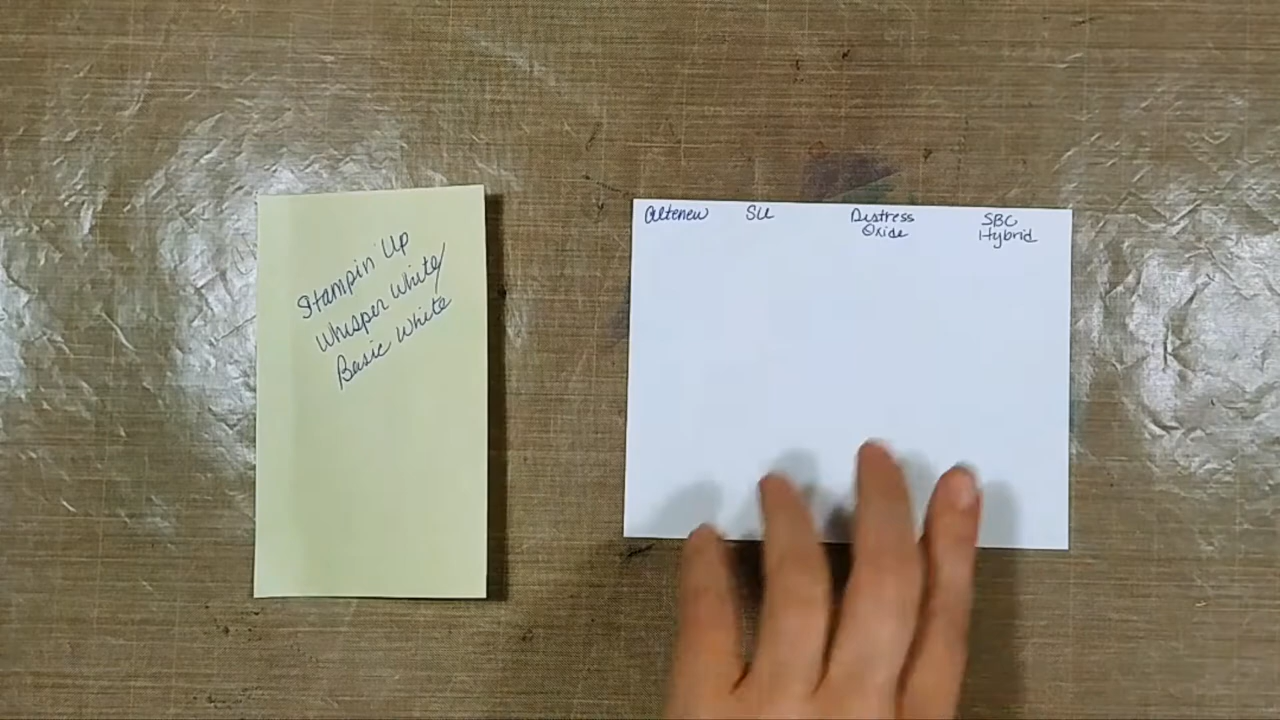 Stampin' Up
Whisper White/
Basic White
Altenew
SU
Distress
Oxide
SBC
Hybrid